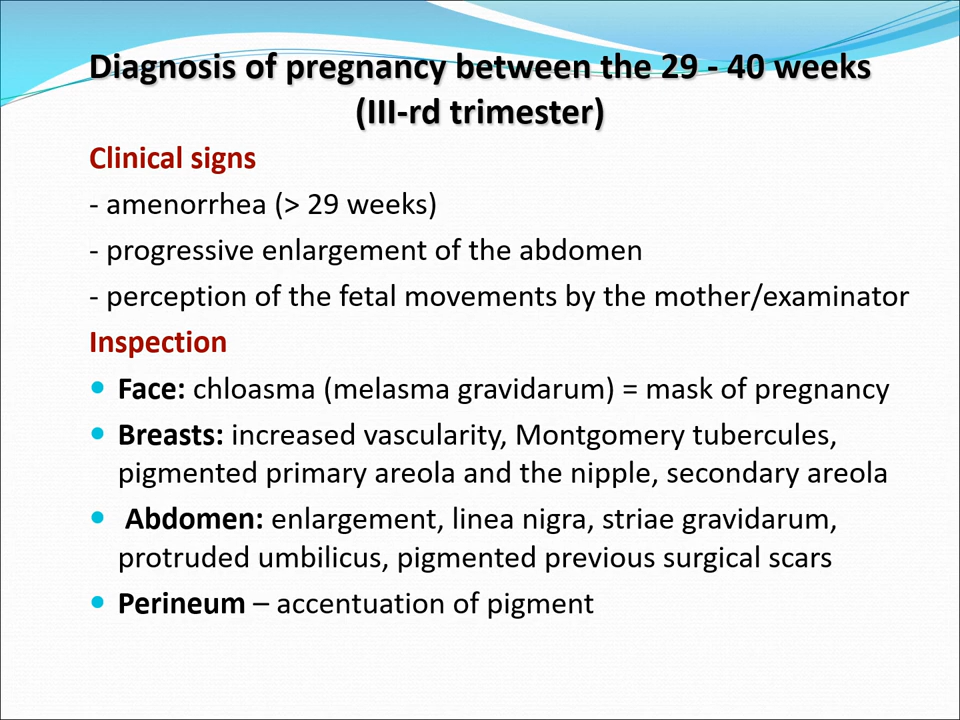 Diagnosis of pregnancy between the 29 - 40 weeks
(III-rd trimester)
Clinical signs
- amenorrhea (> 29 weeks)
- progressive enlargement of the abdomen
- perception of the fetal movements by the mother/examinator
Inspection
• Face: chloasma (melasma gravidarum) = mask of pregnancy
• Breasts: increased vascularity, Montgomery tubercules,
pigmented primary areola and the nipple, secondary areola
• Abdomen: enlargement, linea nigra, striae gravidarum,
protruded umbilicus, pigmented previous surgical scars
• Perineum – accentuation of pigment